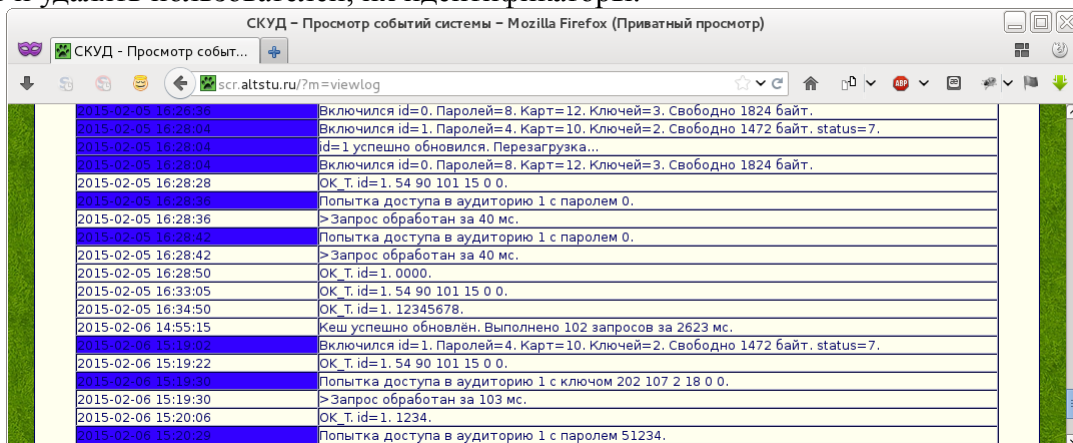 и удалять пользователей, их идентификаторы.
СКУД – Просмотр событий системы – Mozilla Firefox (Приватный просмотр)
СКУД - Просмотр событ...
scr.altstu.ru/?m=viewlog
ABP
2015-02-05 16:26:36 Включился id=0. Паролей=8. Карт=12. Ключей=3. Свободно 1824 байт.
2015-02-05 16:28:04 Включился id=1. Паролей=4. Карт=10. Ключей=2. Свободно 1472 байт. status=7.
2015-02-05 16:28:04 id=1 успешно обновился. Перезагрузка...
2015-02-05 16:28:04 Включился id=0. Паролей=8. Карт=12. Ключей=3. Свободно 1824 байт.
2015-02-05 16:28:28 OK_T. id=1. 54 90 101 15 0 0.
2015-02-05 16:28:36 Попытка доступа в аудиторию 1 с паролем 0.
2015-02-05 16:28:36 >Запрос обработан за 40 мс.
2015-02-05 16:28:42 Попытка доступа в аудиторию 1 с паролем 0.
2015-02-05 16:28:42 >Запрос обработан за 40 мс.
2015-02-05 16:28:50 OK_T. id=1. 0000.
2015-02-05 16:33:05 OK_T. id=1. 54 90 101 15 0 0.
2015-02-05 16:34:50 OK_T. id=1. 12345678.
2015-02-06 14:55:15 Кеш успешно обновлён. Выполнено 102 запросов за 2623 мс.
2015-02-06 15:19:02 Включился id=1. Паролей=4. Карт=10. Ключей=2. Свободно 1472 байт. status=7.
2015-02-06 15:19:22 OK_T. id=1. 54 90 101 15 0 0.
2015-02-06 15:19:30 Попытка доступа в аудиторию 1 с ключом 202 107 2 18 0 0.
2015-02-06 15:19:30 >Запрос обработан за 103 мс.
2015-02-06 15:20:06 OK_T. id=1. 1234.
2015-02-06 15:20:29 Попытка доступа в аудиторию 1 с паролем 51234.